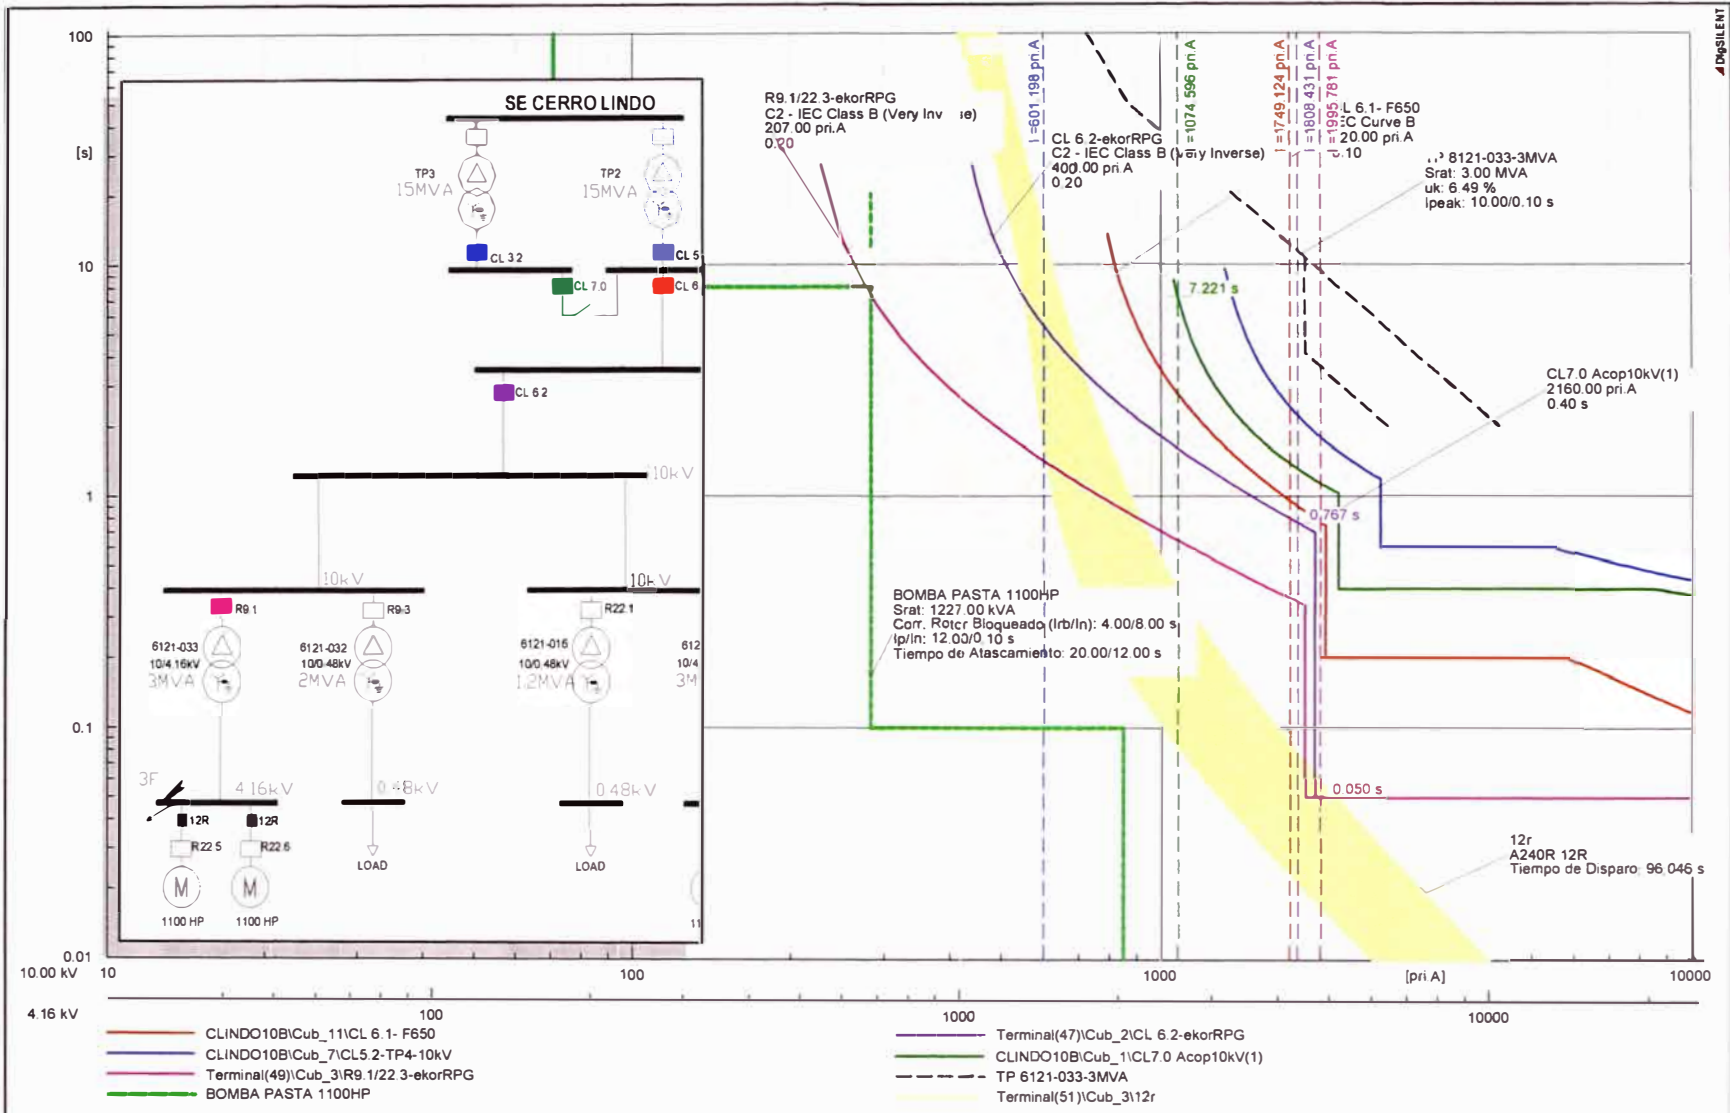 DIgSILENT
100
[s]
10
1
0.1
0.01
SE CERRO LINDO
TP3
15MVA
TP2
15MVA
CL 3.2
CL 5
CL 7.0
CL 6
CL 6.2
10kV
10kV
10kV
R9.1
R9.3
R22.1
6121-033
10/4.16kV
3MVA
6121-032
10/0.48kV
2MVA
6121-016
10/0.48kV
1.2MVA
612
10/4
3M
3F
4.16kV
0.48kV
0.48kV
12R
12R
R22.5
R22.6
LOAD
LOAD
M
M
1100 HP
1100 HP
11
R9.1/22.3-ekorRPG
C2 - IEC Class B (Very Inverse)
207.00 pri.A
0.20
I =601.198 pri.A
CL 6.2-ekorRPG
C2 - IEC Class B (Very Inverse)
400.00 pri.A
0.20
I=1074.596 pri.A
I=1749.124 pri.A
I=1808.431 pri.A
I=1995.781 pri.A
L 6.1- F650
EC Curve B
20.00 pri.A
0.10
TP 8121-033-3MVA
Srat: 3.00 MVA
uk: 6.49 %
Ipeak: 10.00/0.10 s
7.221 s
CL7.0 Acop10kV(1)
2160.00 pri.A
0.40 s
0.767 s
BOMBA PASTA 1100HP
Srat: 1227.00 kVA
Corr. Rotor Bloqueado (Irb/In): 4.00/8.00 s
Ip/In: 12.00/0.10 s
Tiempo de Atascamiento: 20.00/12.00 s
0.050 s
12r
A240R 12R
Tiempo de Disparo: 96.046 s
10.00 kV
10
100
1000
[pri A]
10000
4.16 kV
100
1000
10000
CLINDO10B\Cub_11\CL 6.1- F650
CLINDO10B\Cub_7\CL5.2-TP4-10kV
Terminal(49)\Cub_3\R9.1/22.3-ekorRPG
BOMBA PASTA 1100HP
Terminal(47)\Cub_2\CL 6.2-ekorRPG
CLINDO10B\Cub_1\CL7.0 Acop10kV(1)
TP 6121-033-3MVA
Terminal(51)\Cub_3\12r